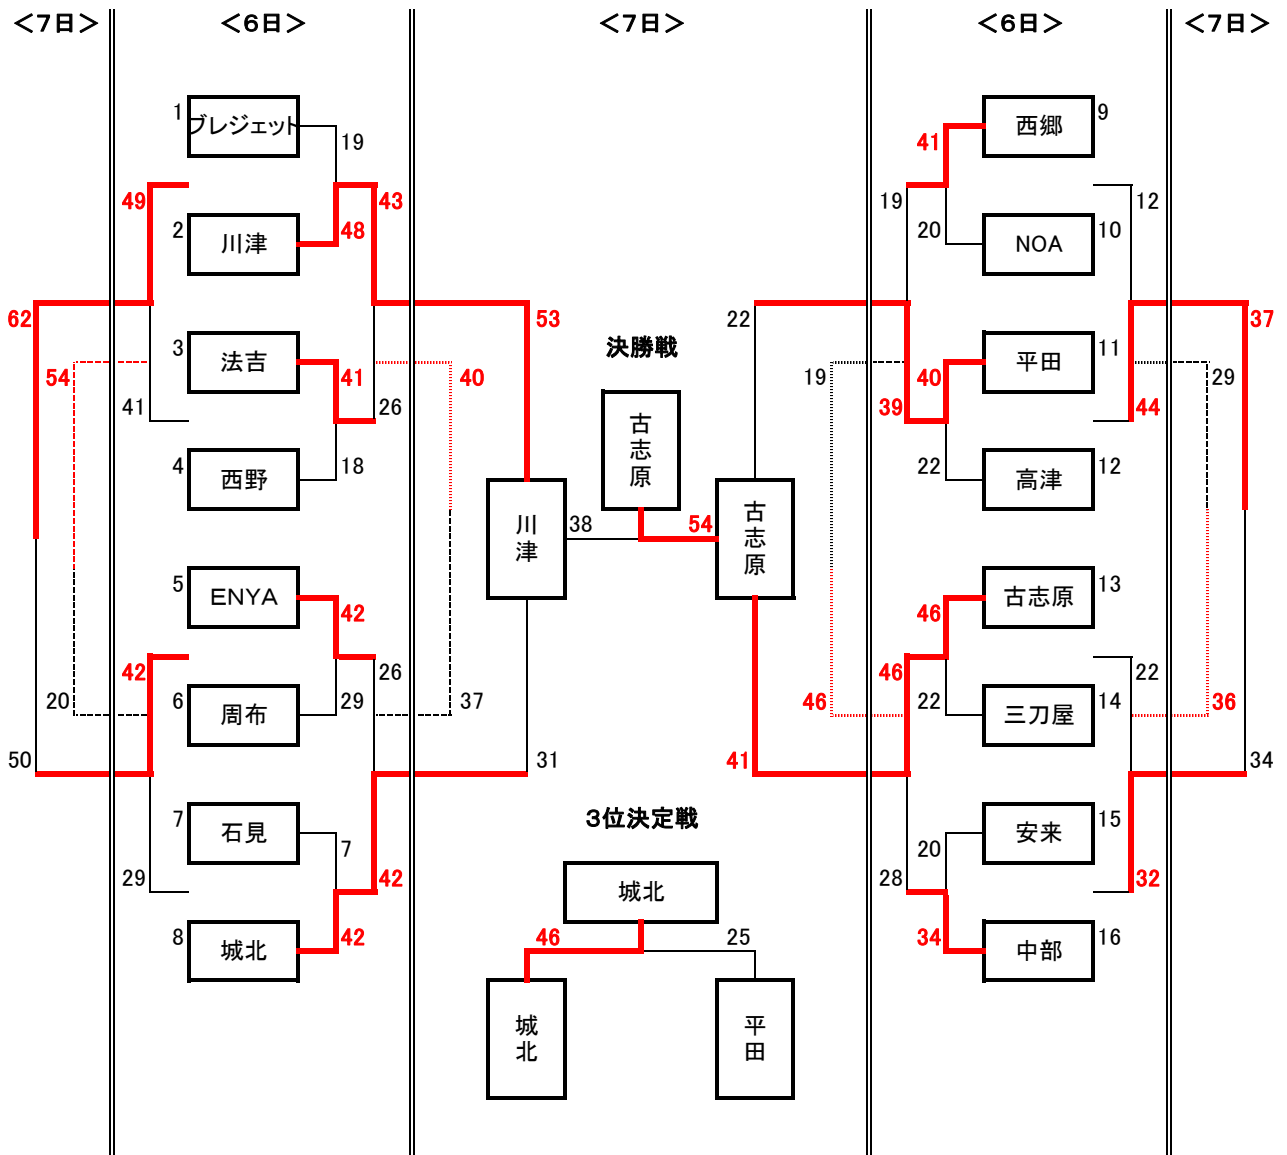 ＜7日＞ ＜6日＞ ＜7日＞ ＜6日＞ ＜7日＞
1 ブレジェット 19 西郷 9
41
49 43 19 12
2 川津 48 20 NOA 10
62 53 22 37
3 法吉 41 決勝戦 40 平田 11
54 40 19 29
41 26 古志原 39 44
4 西野 18 22 高津 12
川津 38 54 古志原
5 ENYA 42 46 古志原 13
42 26 46 22
6 周布 29 22 三刀屋 14
20 37 46 36
50 31 41 34
7 石見 7 3位決定戦 20 安来 15
29 42 28 32
城北
8 城北 42 46 25 34 中部 16
城北 平田